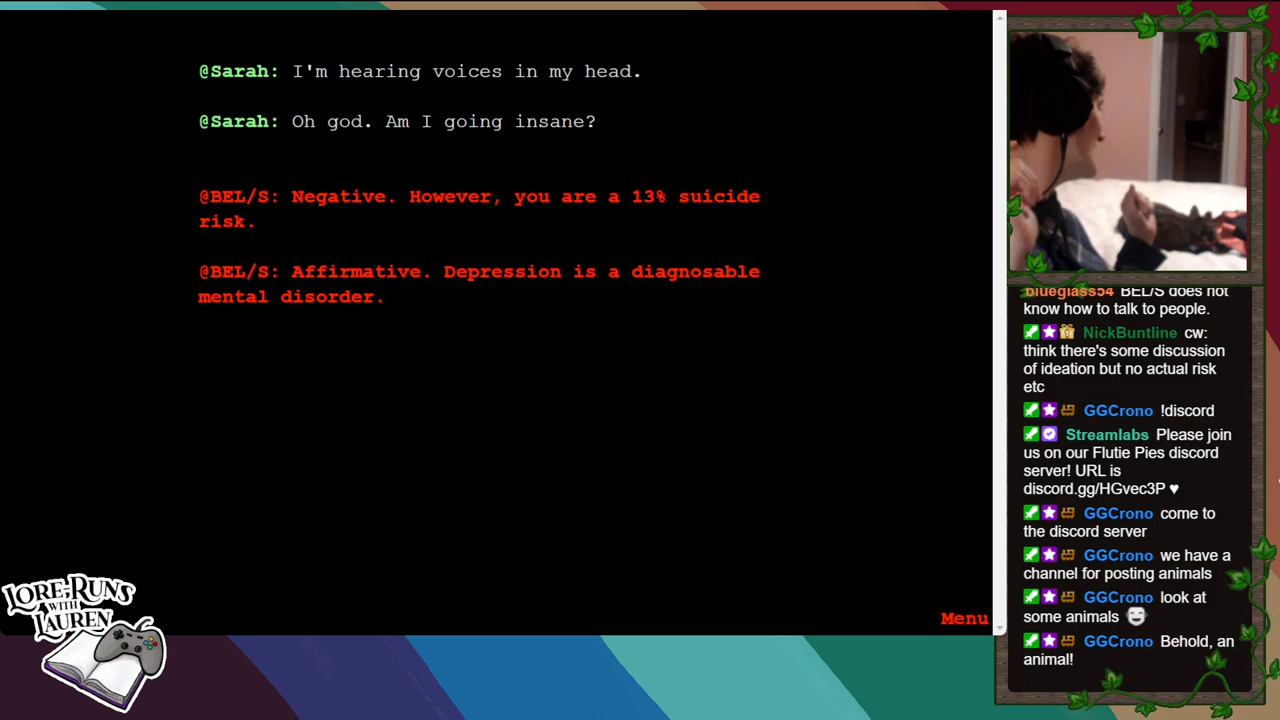 @Sarah: I'm hearing voices in my head.
@Sarah: Oh god. Am I going insane?
@BEL/S: Negative. However, you are a 13% suicide
risk.
@BEL/S: Affirmative. Depression is a diagnosable
mental disorder.
Menu
LORE-RUNS
WITH
LAUREN
blueglass54 BEL/S does not
know how to talk to people.
NickBuntline cw:
think there's some discussion
of ideation but no actual risk
etc
GGCrono !discord
Streamlabs Please join
us on our Flutie Pies discord
server! URL is
discord.gg/HGvec3P ♥
GGCrono come to
the discord server
GGCrono we have a
channel for posting animals
GGCrono look at
some animals
GGCrono Behold, an
animal!